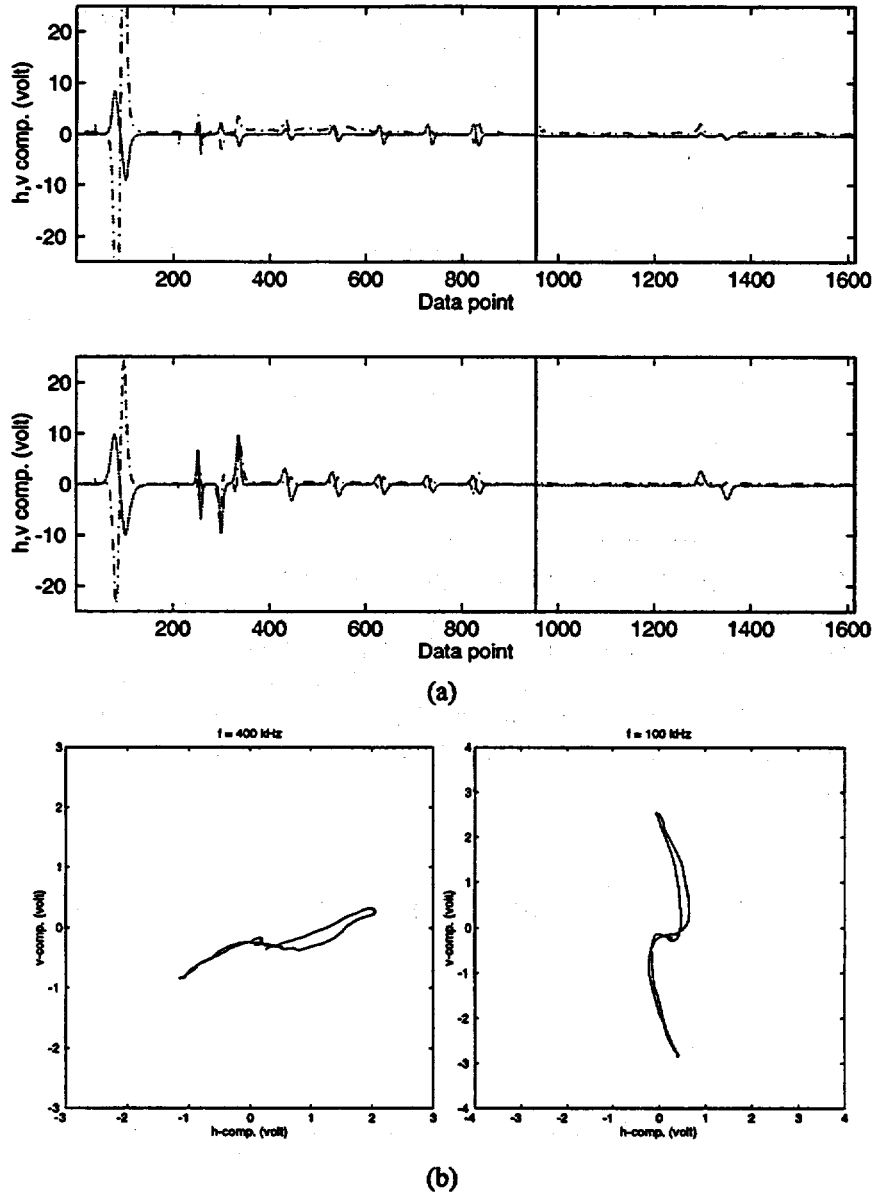 20
10
0
-10
-20
h,v comp. (volt)
200 400 600 800 1000 1200 1400 1600
Data point
20
10
0
-10
-20
h,v comp. (volt)
200 400 600 800 1000 1200 1400 1600
Data point
(a)
f = 400 kHz
3
2
1
0
-1
-2
-3
v-comp. (volt)
-3 -2 -1 0 1 2 3
h-comp. (volt)
f = 100 kHz
4
3
2
1
0
-1
-2
-3
-4
v-comp. (volt)
-4 -3 -2 -1 0 1 2 3 4
h-comp. (volt)
(b)